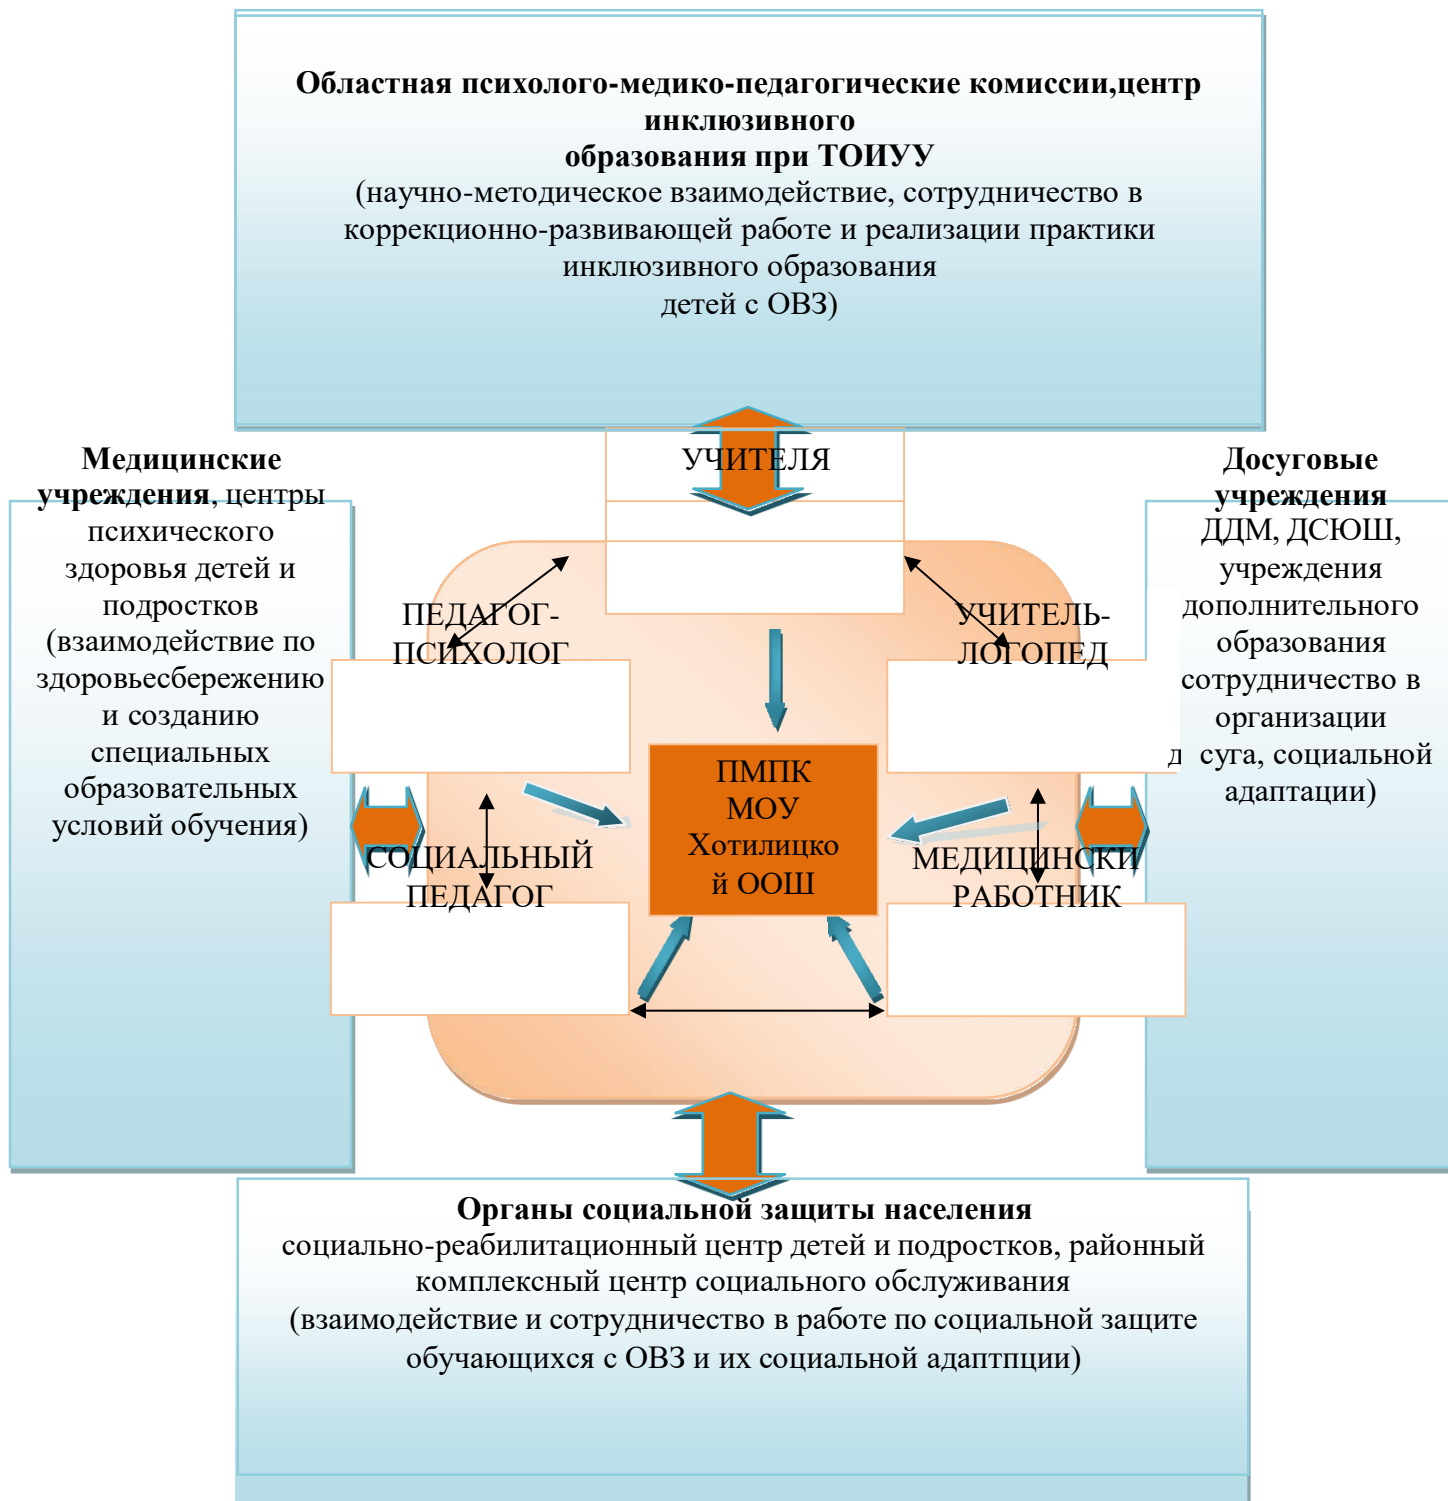 Областная психолого-медико-педагогические комиссии,центр
инклюзивного
образования при ТОИУУ
(научно-методическое взаимодействие, сотрудничество в
коррекционно-развивающей работе и реализации практики
инклюзивного образования
детей с ОВЗ)
УЧИТЕЛЯ
Медицинские
учреждения, центры
психического
здоровья детей и
подростков
(взаимодействие по
здоровьесбережению
и созданию
специальных
образовательных
условий обучения)
Досуговые
учреждения
ДДМ, ДСЮШ,
учреждения
дополнительного
образования
сотрудничество в
организации
д суга, социальной
адаптации)
ПЕДАГОГ-
ПСИХОЛОГ
УЧИТЕЛЬ-
ЛОГОПЕД
ПМПК
МОУ
Хотилицко
й ООШ
СОЦИАЛЬНЫЙ
ПЕДАГОГ
МЕДИЦИНСКИ
РАБОТНИК
Органы социальной защиты населения
социально-реабилитационный центр детей и подростков, районный
комплексный центр социального обслуживания
(взаимодействие и сотрудничество в работе по социальной защите
обучающихся с ОВЗ и их социальной адаптпции)